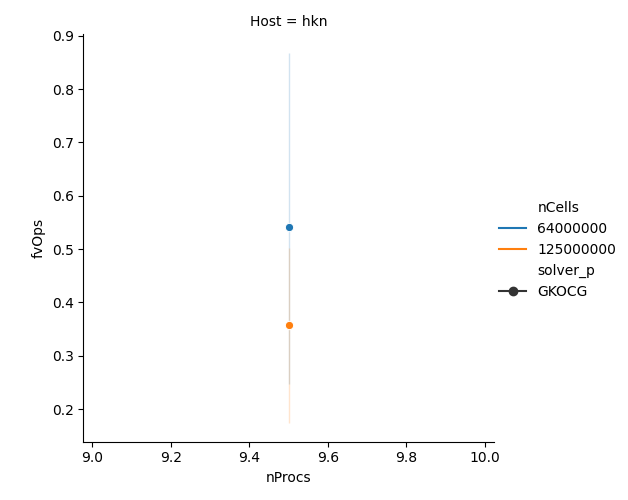 Host = hkn
0.9
0.8
0.7
0.6
0.5
0.4
0.3
0.2
fvOps
9.0 9.2 9.4 9.6 9.8 10.0
nProcs
nCells
64000000
125000000
solver_p
GKOCG